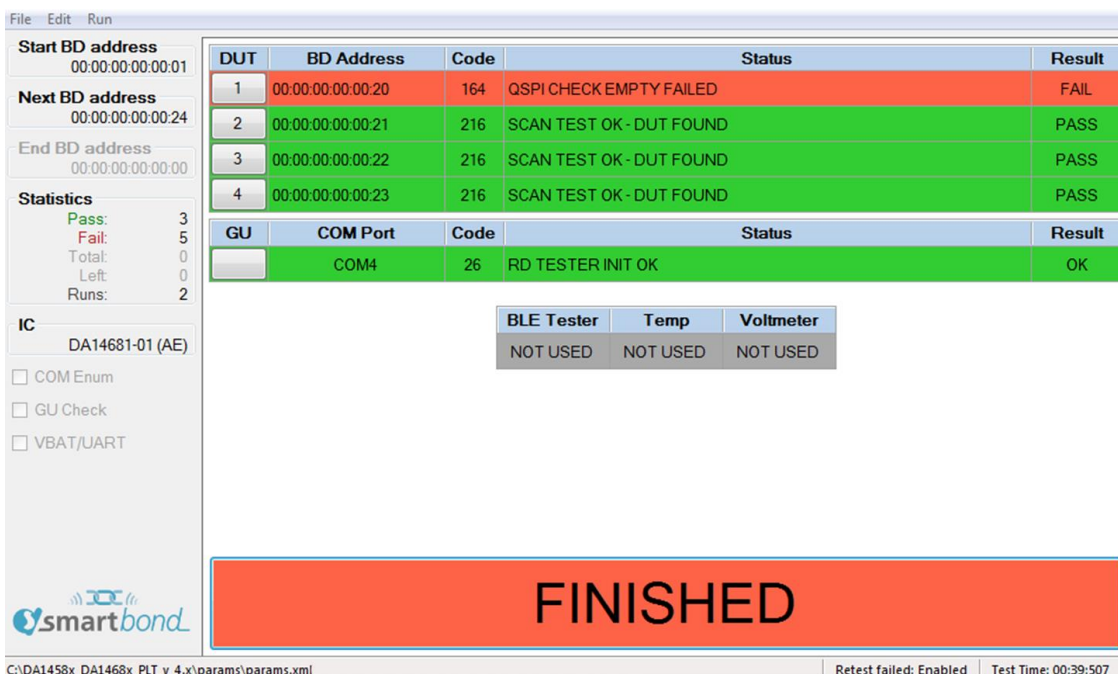 File Edit Run
Start BD address
00:00:00:00:00:01
Next BD address
00:00:00:00:00:24
End BD address
00:00:00:00:00:00
Statistics
Pass: 3
Fail: 5
Total: 0
Left: 0
Runs: 2
IC
DA14681-01 (AE)
COM Enum
GU Check
VBAT/UART
smartbond
DUT BD Address Code Status Result
1 00:00:00:00:00:20 164 QSPI CHECK EMPTY FAILED FAIL
2 00:00:00:00:00:21 216 SCAN TEST OK - DUT FOUND PASS
3 00:00:00:00:00:22 216 SCAN TEST OK - DUT FOUND PASS
4 00:00:00:00:00:23 216 SCAN TEST OK - DUT FOUND PASS
GU COM Port Code Status Result
COM4 26 RD TESTER INIT OK OK
BLE Tester Temp Voltmeter
NOT USED NOT USED NOT USED
FINISHED
C:\DA1458x_DA1468x_PLT_v_4.x\params\params.xml Retest failed: Enabled Test Time: 00:39:507